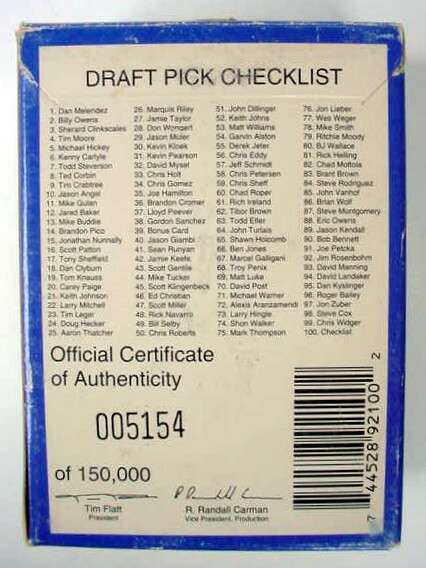 DRAFT PICK CHECKLIST
1. Dan Melendez
2. Billy Owens
3. Sherard Clinkscales
4. Tim Moore
5. Michael Hickey
6. Kenny Carlyle
7. Todd Steverson
8. Ted Corbin
9. Tim Crabtree
10. Jason Angel
11. Mike Gulan
12. Jared Baker
13. Mike Buddie
14. Brandon Pico
15. Jonathan Nunnally
16. Scott Patton
17. Tony Sheffield
18. Dan Clyburn
19. Tom Knauss
20. Carey Paige
21. Keith Johnson
22. Larry Mitchell
23. Tim Leger
24. Doug Hecker
25. Aaron Thatcher
26. Marquis Riley
27. Jamie Taylor
28. Don Wengert
29. Jason Moler
30. Kevin Kloek
31. Kevin Pearson
32. David Mysel
33. Chris Holt
34. Chris Gomez
35. Joe Hamilton
36. Brandon Cromer
37. Lloyd Peever
38. Gordon Sanchez
39. Bonus Card
40. Jason Giambi
41. Sean Runyan
42. Jamie Keefe
43. Scott Gentile
44. Mike Tucker
45. Scott Klingenbeck
46. Ed Christian
47. Scott Miller
48. Rick Navarro
49. Bill Selby
50. Chris Roberts
51. John Dillinger
52. Keith Johns
53. Matt Williams
54. Garvin Alston
55. Derek Jeter
56. Chris Eddy
57. Jeff Schmidt
58. Chris Petersen
59. Chris Sheff
60. Chad Roper
61. Rich Ireland
62. Tibor Brown
63. Todd Etler
64. John Turlais
65. Shawn Holcomb
66. Ben Jones
67. Marcel Galligani
68. Troy Penix
69. Matt Luke
70. David Post
71. Michael Warner
72. Alexis Aranzamendi
73. Larry Hingle
74. Shon Walker
75. Mark Thompson
76. Jon Lieber
77. Wes Weger
78. Mike Smith
79. Ritchie Moody
80. BJ Wallace
81. Rick Helling
82. Chad Mottola
83. Brant Brown
84. Steve Rodriguez
85. John Vanhof
86. Brian Wolf
87. Steve Montgomery
88. Eric Owens
89. Jason Kendall
90. Bob Bennett
91. Joe Petcka
92. Jim Rosenbohm
93. David Manning
94. David Landaker
95. Dan Kyslinger
96. Roger Bailey
97. Jon Zuber
98. Steve Cox
99. Chris Widger
100. Checklist
Official Certificate
of Authenticity
005154
of 150,000
Tim Flatt
President
R. Randall Carman
Vice President, Production
7 44528 92100 2